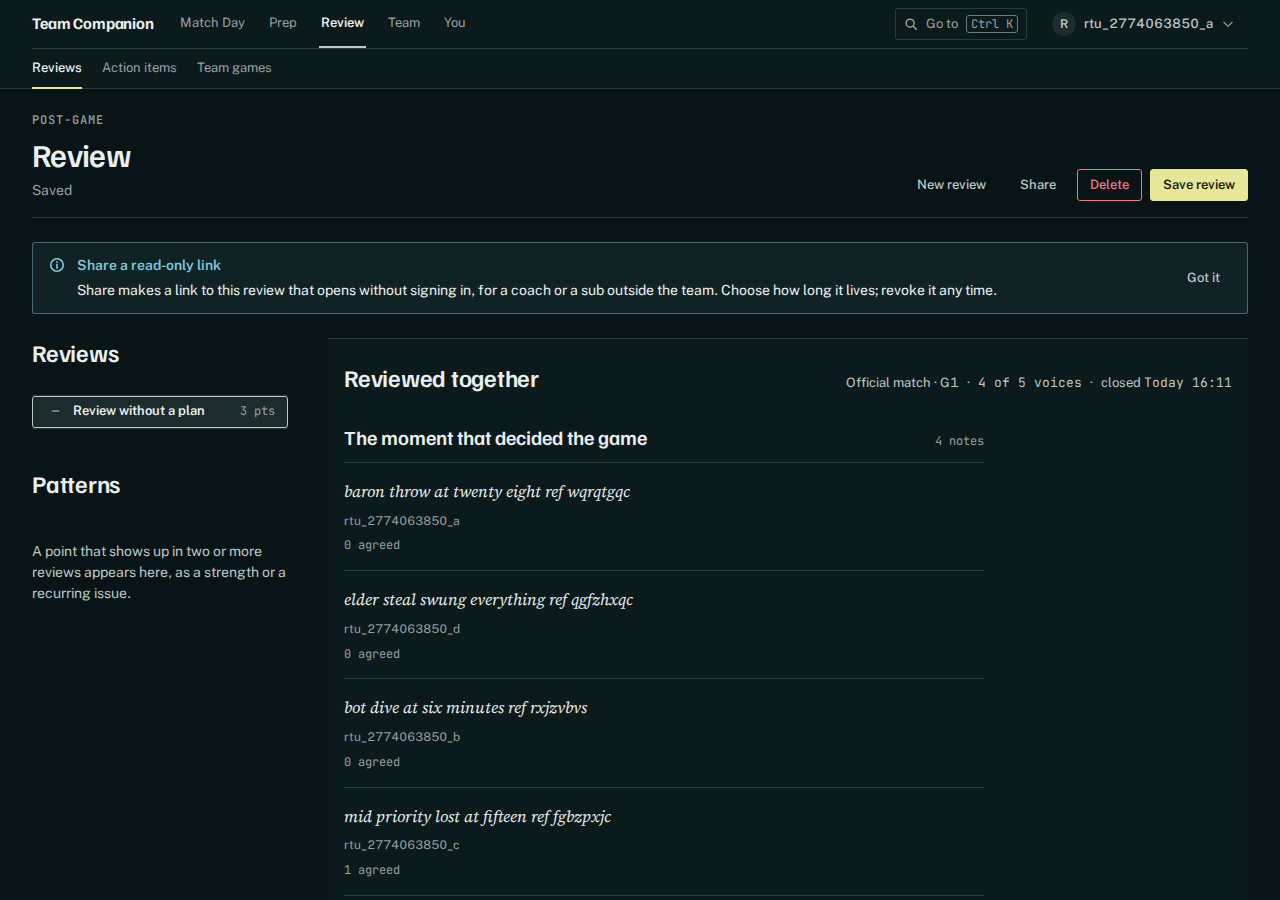 Team Companion Match Day Prep Review Team You Go to Ctrl K R rtu_2774063850_a
Reviews Action items Team games
POST-GAME
Review
Saved
New review Share Delete Save review
Share a read-only link
Share makes a link to this review that opens without signing in, for a coach or a sub outside the team. Choose how long it lives; revoke it any time.
Got it
Reviews
– Review without a plan 3 pts
Patterns
A point that shows up in two or more
reviews appears here, as a strength or a
recurring issue.
Reviewed together
Official match · G1 · 4 of 5 voices · closed Today 16:11
The moment that decided the game 4 notes
baron throw at twenty eight ref wqrqtgqc
rtu_2774063850_a
0 agreed
elder steal swung everything ref qgfzhxqc
rtu_2774063850_d
0 agreed
bot dive at six minutes ref rxjzvbvs
rtu_2774063850_b
0 agreed
mid priority lost at fifteen ref fgbzpxjc
rtu_2774063850_c
1 agreed